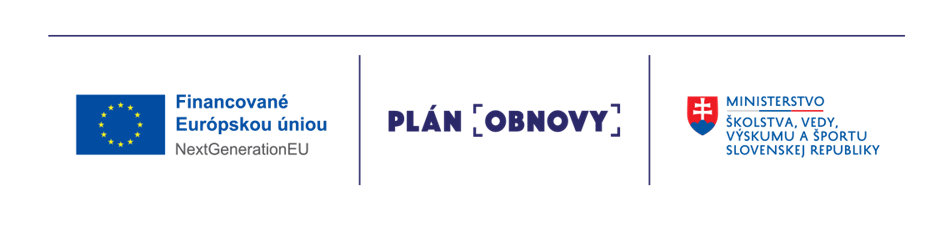 Financované
Európskou úniou
NextGenerationEU
PLÁN [OBNOVY]
MINISTERSTVO
ŠKOLSTVA, VEDY,
VÝSKUMU A ŠPORTU
SLOVENSKEJ REPUBLIKY